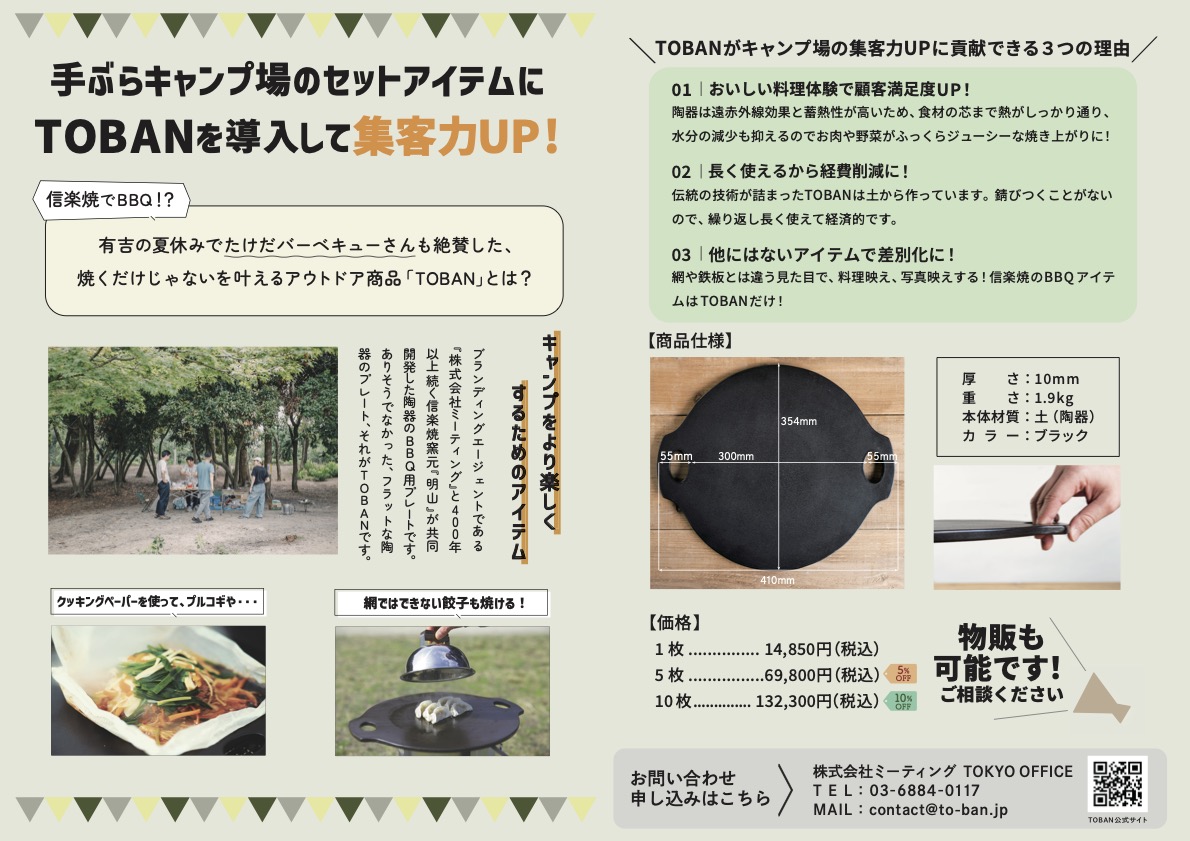 手ぶらキャンプ場のセットアイテムに
TOBANを導入して集客力UP!
信楽焼でBBQ!?
有吉の夏休みでたけだバーベキューさんも絶賛した、
焼くだけじゃないを叶えるアウトドア商品「TOBAN」とは?
キャンプをより楽しく
するためのアイテム
ブランディングエージェントである
『株式会社ミーティング』と400年
以上続く信楽焼窯元『明山』が共同
開発した陶器のBBQ用プレートです。
ありそうでなかった、フラットな陶
器のプレート、それがTOBANです。
クッキングペーパーを使って、プルコギや・・・
網ではできない餃子も焼ける!
TOBANがキャンプ場の集客力UPに貢献できる3つの理由
01|おいしい料理体験で顧客満足度UP!
陶器は遠赤外線効果と蓄熱性が高いため、食材の芯まで熱がしっかり通り、
水分の減少も抑えるのでお肉や野菜がふっくらジューシーな焼き上がりに!
02|長く使えるから経費削減に!
伝統の技術が詰まったTOBANは土から作っています。錆びつくことがない
ので、繰り返し長く使えて経済的です。
03|他にはないアイテムで差別化に!
網や鉄板とは違う見た目で、料理映え、写真映えする!信楽焼のBBQアイテ
ムはTOBANだけ!
【商品仕様】
354mm
55mm
300mm
55mm
410mm
厚 さ:10mm
重 さ:1.9kg
本体材質:土(陶器)
カ ラ ー:ブラック
【価格】
1枚 .............. 14,850円(税込)
5枚 ...............69,800円(税込) 5% OFF
10枚.............. 132,300円(税込) 10% OFF
物販も
可能です!
ご相談ください
お問い合わせ
申し込みはこちら
株式会社ミーティング TOKYO OFFICE
TEL:03-6884-0117
MAIL:contact@to-ban.jp
TOBAN公式サイト